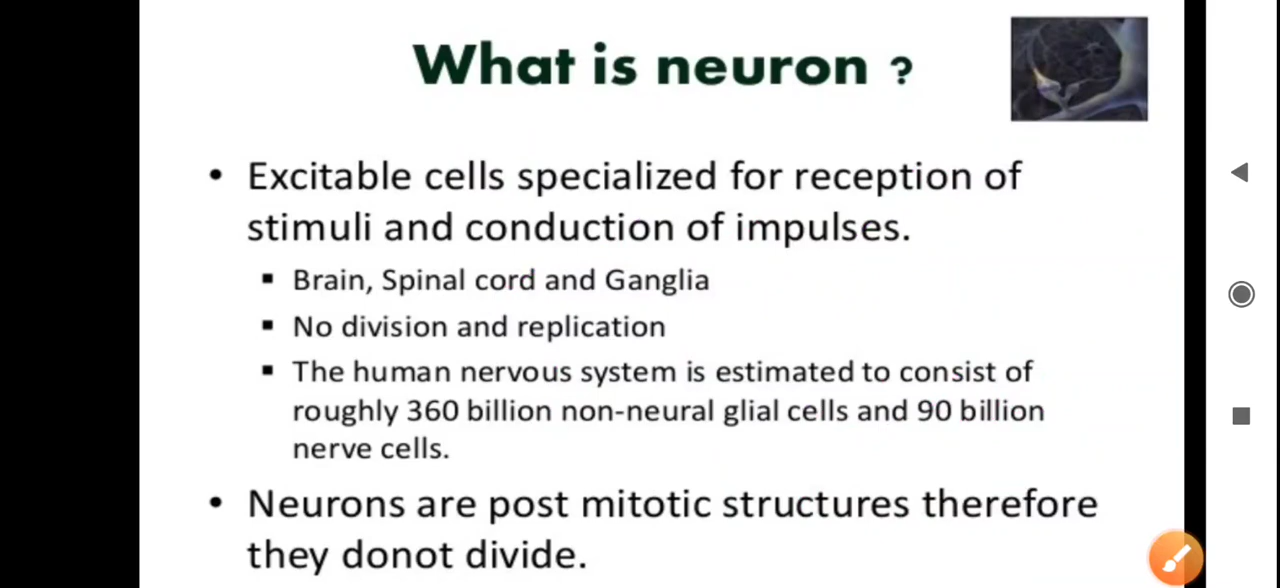 What is neuron ?
• Excitable cells specialized for reception of
stimuli and conduction of impulses.
▪ Brain, Spinal cord and Ganglia
▪ No division and replication
▪ The human nervous system is estimated to consist of
roughly 360 billion non-neural glial cells and 90 billion
nerve cells.
• Neurons are post mitotic structures therefore
they donot divide.